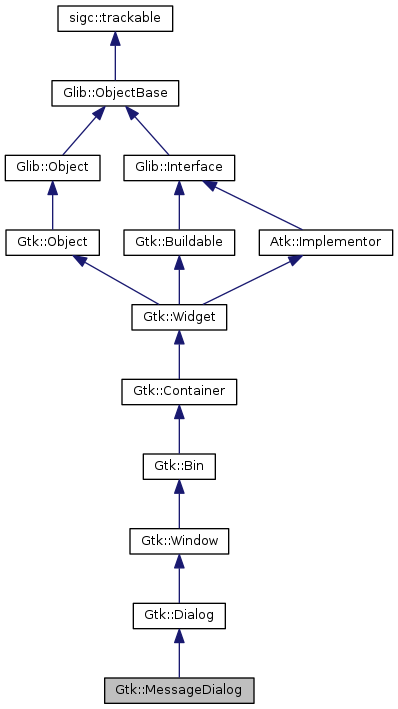 sigc::trackable
Glib::ObjectBase
Glib::Object
Glib::Interface
Gtk::Object
Gtk::Buildable
Atk::Implementor
Gtk::Widget
Gtk::Container
Gtk::Bin
Gtk::Window
Gtk::Dialog
Gtk::MessageDialog